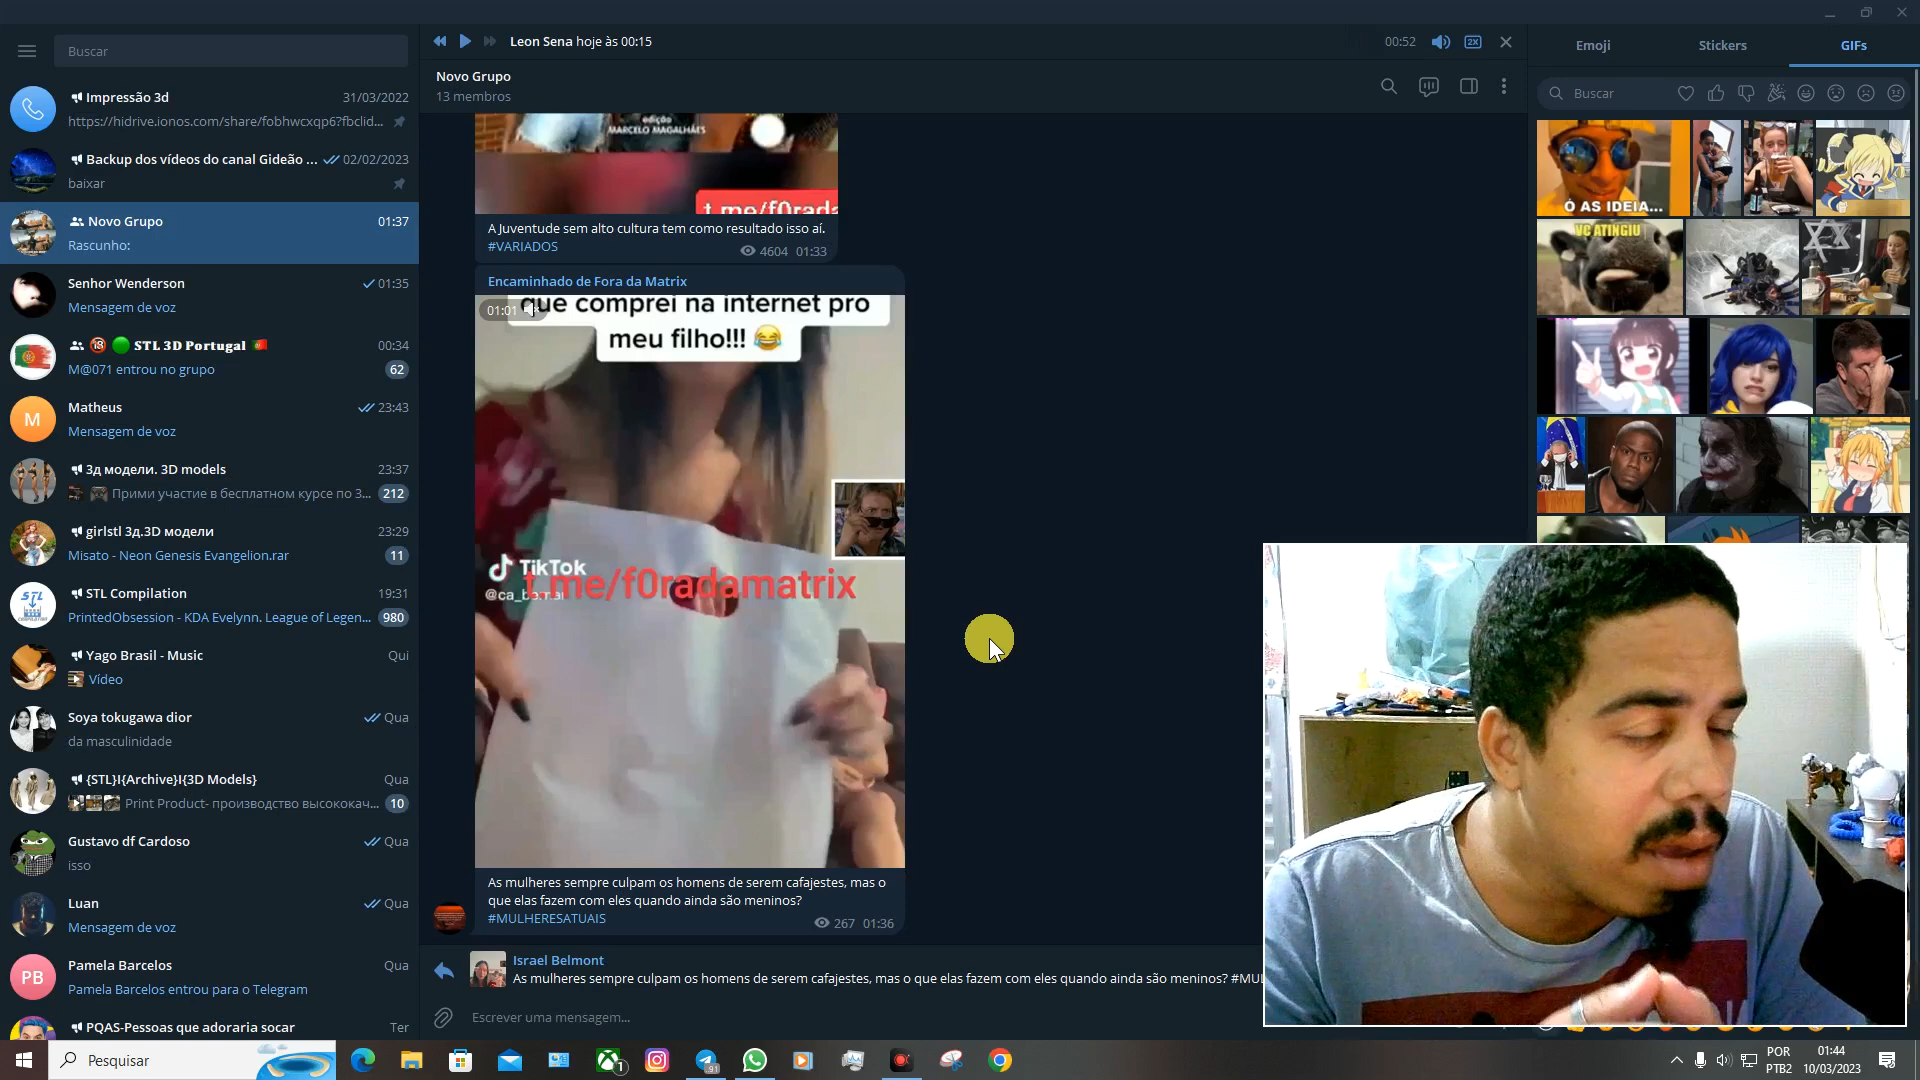 Buscar
Impressão 3d 31/03/2022
https://hidrive.ionos.com/share/fobhwcxqp6?fbclid...
Backup dos vídeos do canal Gideão ... 02/02/2023
baixar
Novo Grupo 01:37
Rascunho:
Senhor Wenderson 01:35
Mensagem de voz
STL 3D Portugal 00:34
M@071 entrou no grupo 62
M
Matheus 23:43
Mensagem de voz
3д модели. 3D models 23:37
Прими участие в бесплатном курсе по 3... 212
girlstl 3д.3D модели 23:29
Misato - Neon Genesis Evangelion.rar 11
STL Compilation 19:31
PrintedObsession - KDA Evelynn. League of Legen... 980
Yago Brasil - Music Qui
Vídeo
Soya tokugawa dior Qua
da masculinidade
{STL}I{Archive}I{3D Models} Qua
Print Product- производство высококач... 10
Gustavo df Cardoso Qua
isso
Luan Qua
Mensagem de voz
PB
Pamela Barcelos Qua
Pamela Barcelos entrou para o Telegram
PQAS-Pessoas que adoraria socar Ter
Leon Sena hoje às 00:15 00:52 2X
Novo Grupo
13 membros
edição
MARCELO MAGALHÃES
t.me/f0rada
A Juventude sem alto cultura tem como resultado isso aí.
#VARIADOS 4604 01:33
Encaminhado de Fora da Matrix
01:01
que comprei na internet pro
meu filho!!! 😂
TikTok
t.me/f0radamatrix
As mulheres sempre culpam os homens de serem cafajestes, mas o
que elas fazem com eles quando ainda são meninos?
#MULHERESATUAIS 267 01:36
Israel Belmont
As mulheres sempre culpam os homens de serem cafajestes, mas o que elas fazem com eles quando ainda são meninos? #MUL
Escrever uma mensagem...
Emoji Stickers GIFs
Buscar
Ó AS IDEIA...
VC ATINGIU
Pesquisar
1
91
POR
PTB2
01:44
10/03/2023